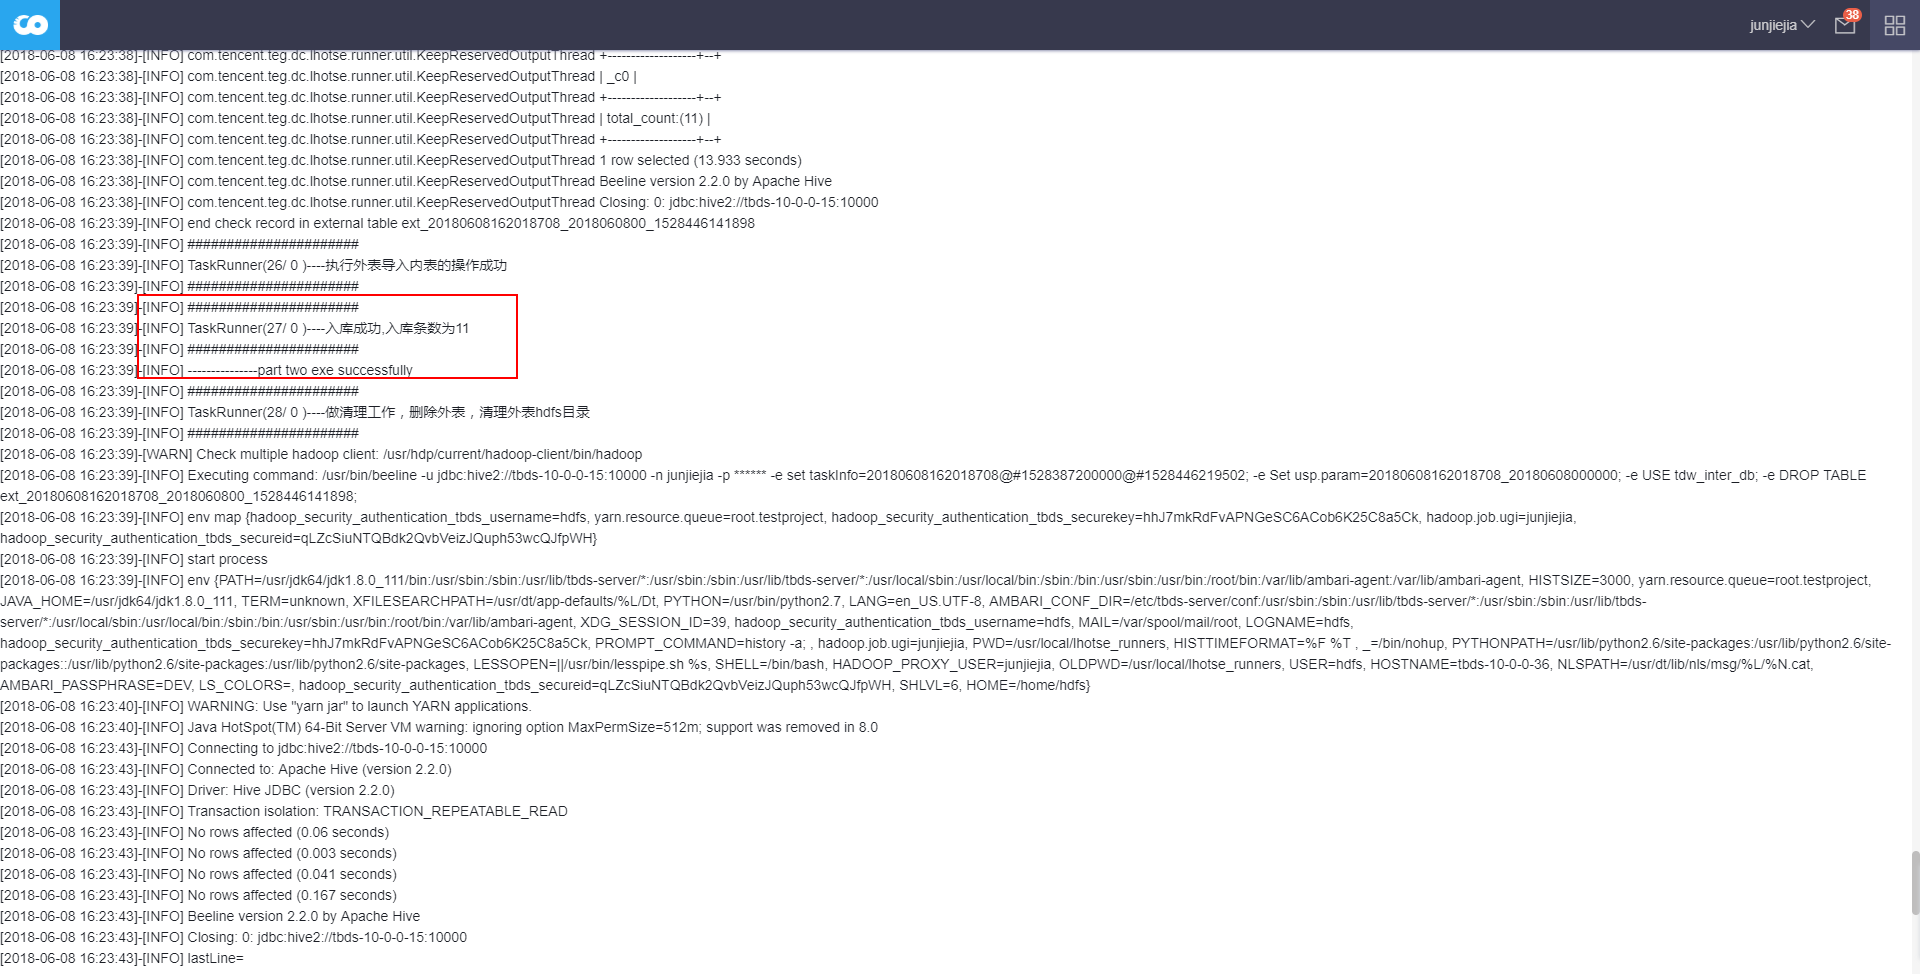 junjiejia
38
[2018-06-08 16:23:38]-[INFO] com.tencent.teg.dc.lhotse.runner.util.KeepReservedOutputThread +-------------------+--+
[2018-06-08 16:23:38]-[INFO] com.tencent.teg.dc.lhotse.runner.util.KeepReservedOutputThread | _c0 |
[2018-06-08 16:23:38]-[INFO] com.tencent.teg.dc.lhotse.runner.util.KeepReservedOutputThread +-------------------+--+
[2018-06-08 16:23:38]-[INFO] com.tencent.teg.dc.lhotse.runner.util.KeepReservedOutputThread | total_count:(11) |
[2018-06-08 16:23:38]-[INFO] com.tencent.teg.dc.lhotse.runner.util.KeepReservedOutputThread +-------------------+--+
[2018-06-08 16:23:38]-[INFO] com.tencent.teg.dc.lhotse.runner.util.KeepReservedOutputThread 1 row selected (13.933 seconds)
[2018-06-08 16:23:38]-[INFO] com.tencent.teg.dc.lhotse.runner.util.KeepReservedOutputThread Beeline version 2.2.0 by Apache Hive
[2018-06-08 16:23:38]-[INFO] com.tencent.teg.dc.lhotse.runner.util.KeepReservedOutputThread Closing: 0: jdbc:hive2://tbds-10-0-0-15:10000
[2018-06-08 16:23:39]-[INFO] end check record in external table ext_20180608162018708_2018060800_1528446141898
[2018-06-08 16:23:39]-[INFO] ######################
[2018-06-08 16:23:39]-[INFO] TaskRunner(26/ 0 )----执行外表导入内表的操作成功
[2018-06-08 16:23:39]-[INFO] ######################
[2018-06-08 16:23:39]-[INFO] ######################
[2018-06-08 16:23:39]-[INFO] TaskRunner(27/ 0 )----入库成功,入库条数为11
[2018-06-08 16:23:39]-[INFO] ######################
[2018-06-08 16:23:39]-[INFO] ---------------part two exe successfully
[2018-06-08 16:23:39]-[INFO] ######################
[2018-06-08 16:23:39]-[INFO] TaskRunner(28/ 0 )----做清理工作，删除外表，清理外表hdfs目录
[2018-06-08 16:23:39]-[INFO] ######################
[2018-06-08 16:23:39]-[WARN] Check multiple hadoop client: /usr/hdp/current/hadoop-client/bin/hadoop
[2018-06-08 16:23:39]-[INFO] Executing command: /usr/bin/beeline -u jdbc:hive2://tbds-10-0-0-15:10000 -n junjiejia -p ****** -e set taskInfo=20180608162018708@#1528387200000@#1528446219502; -e Set usp.param=20180608162018708_20180608000000; -e USE tdw_inter_db; -e DROP TABLE
ext_20180608162018708_2018060800_1528446141898;
[2018-06-08 16:23:39]-[INFO] env map {hadoop_security_authentication_tbds_username=hdfs, yarn.resource.queue=root.testproject, hadoop_security_authentication_tbds_securekey=hhJ7mkRdFvAPNGeSC6ACob6K25C8a5Ck, hadoop.job.ugi=junjiejia,
hadoop_security_authentication_tbds_secureid=qLZcSiuNTQBdk2QvbVeizJQuph53wcQJfpWH}
[2018-06-08 16:23:39]-[INFO] start process
[2018-06-08 16:23:39]-[INFO] env {PATH=/usr/jdk64/jdk1.8.0_111/bin:/usr/sbin:/sbin:/usr/lib/tbds-server/*:/usr/sbin:/sbin:/usr/lib/tbds-server/*:/usr/local/sbin:/usr/local/bin:/sbin:/bin:/usr/sbin:/usr/bin:/root/bin:/var/lib/ambari-agent:/var/lib/ambari-agent, HISTSIZE=3000, yarn.resource.queue=root.testproject,
JAVA_HOME=/usr/jdk64/jdk1.8.0_111, TERM=unknown, XFILESEARCHPATH=/usr/dt/app-defaults/%L/Dt, PYTHON=/usr/bin/python2.7, LANG=en_US.UTF-8, AMBARI_CONF_DIR=/etc/tbds-server/conf:/usr/sbin:/sbin:/usr/lib/tbds-server/*:/usr/sbin:/sbin:/usr/lib/tbds-
server/*:/usr/local/sbin:/usr/local/bin:/sbin:/bin:/usr/sbin:/usr/bin:/root/bin:/var/lib/ambari-agent, XDG_SESSION_ID=39, hadoop_security_authentication_tbds_username=hdfs, MAIL=/var/spool/mail/root, LOGNAME=hdfs,
hadoop_security_authentication_tbds_securekey=hhJ7mkRdFvAPNGeSC6ACob6K25C8a5Ck, PROMPT_COMMAND=history -a; , hadoop.job.ugi=junjiejia, PWD=/usr/local/lhotse_runners, HISTTIMEFORMAT=%F %T , _=/bin/nohup, PYTHONPATH=/usr/lib/python2.6/site-packages:/usr/lib/python2.6/site-
packages::/usr/lib/python2.6/site-packages:/usr/lib/python2.6/site-packages, LESSOPEN=||/usr/bin/lesspipe.sh %s, SHELL=/bin/bash, HADOOP_PROXY_USER=junjiejia, OLDPWD=/usr/local/lhotse_runners, USER=hdfs, HOSTNAME=tbds-10-0-0-36, NLSPATH=/usr/dt/lib/nls/msg/%L/%N.cat,
AMBARI_PASSPHRASE=DEV, LS_COLORS=, hadoop_security_authentication_tbds_secureid=qLZcSiuNTQBdk2QvbVeizJQuph53wcQJfpWH, SHLVL=6, HOME=/home/hdfs}
[2018-06-08 16:23:40]-[INFO] WARNING: Use "yarn jar" to launch YARN applications.
[2018-06-08 16:23:40]-[INFO] Java HotSpot(TM) 64-Bit Server VM warning: ignoring option MaxPermSize=512m; support was removed in 8.0
[2018-06-08 16:23:43]-[INFO] Connecting to jdbc:hive2://tbds-10-0-0-15:10000
[2018-06-08 16:23:43]-[INFO] Connected to: Apache Hive (version 2.2.0)
[2018-06-08 16:23:43]-[INFO] Driver: Hive JDBC (version 2.2.0)
[2018-06-08 16:23:43]-[INFO] Transaction isolation: TRANSACTION_REPEATABLE_READ
[2018-06-08 16:23:43]-[INFO] No rows affected (0.06 seconds)
[2018-06-08 16:23:43]-[INFO] No rows affected (0.003 seconds)
[2018-06-08 16:23:43]-[INFO] No rows affected (0.041 seconds)
[2018-06-08 16:23:43]-[INFO] No rows affected (0.167 seconds)
[2018-06-08 16:23:43]-[INFO] Beeline version 2.2.0 by Apache Hive
[2018-06-08 16:23:43]-[INFO] Closing: 0: jdbc:hive2://tbds-10-0-0-15:10000
[2018-06-08 16:23:43]-[INFO] lastLine=